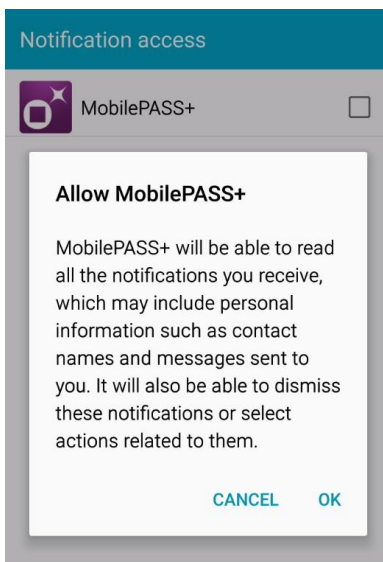 Notification access
MobilePASS+
Allow MobilePASS+
MobilePASS+ will be able to read
all the notifications you receive,
which may include personal
information such as contact
names and messages sent to
you. It will also be able to dismiss
these notifications or select
actions related to them.
CANCEL OK